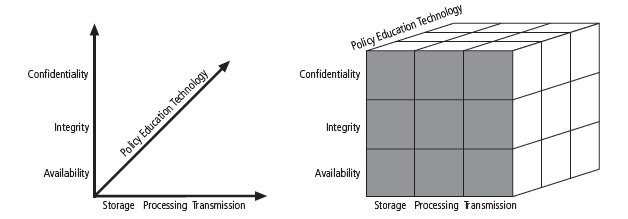 Confidentiality
Integrity
Availability
Policy Education Technology
Storage Processing Transmission
Policy Education Technology
Confidentiality
Integrity
Availability
Storage Processing Transmission